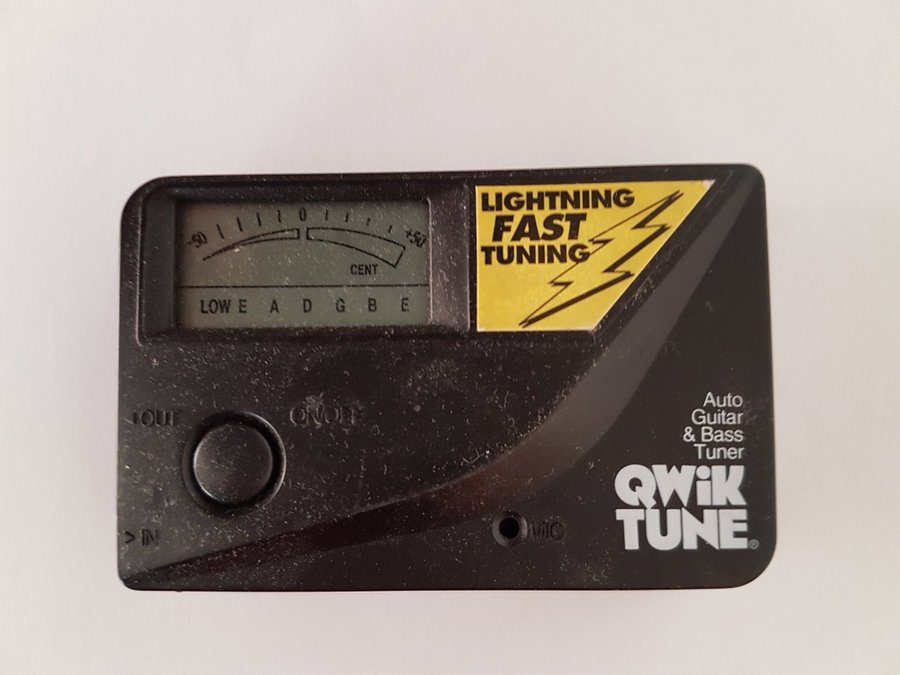 -50 0 +50
CENT
LOW E A D G B E
LIGHTNING
FAST
TUNING
OUT
ON/OFF
> IN
MIC
Auto
Guitar
& Bass
Tuner
QWiK
TUNE®